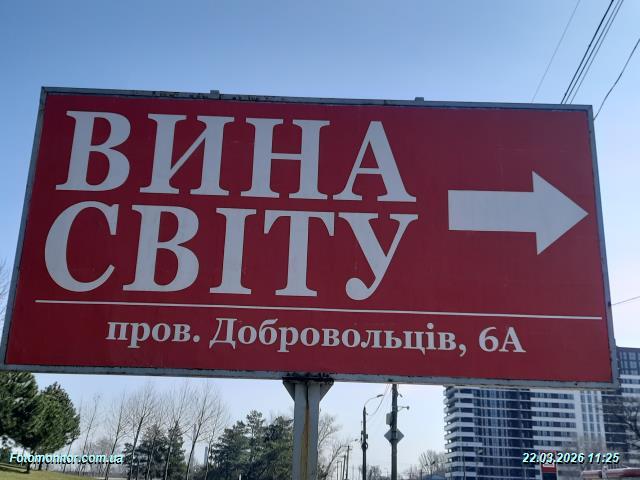 ВИНА
СВІТУ
пров. Добровольців, 6А
Fotomonitor.com.ua
22.03.2026 11:25